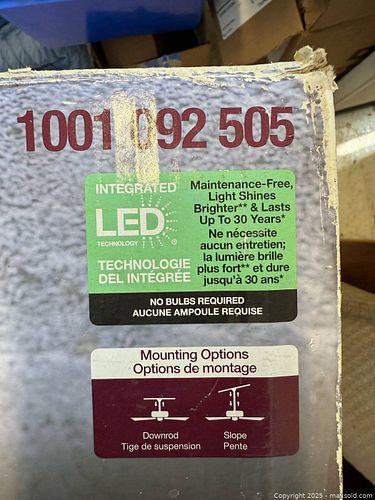 1001 092 505
INTEGRATED
LED
TECHNOLOGY ®
TECHNOLOGIE
DEL INTÉGRÉE
Maintenance-Free,
Light Shines
Brighter** & Lasts
Up To 30 Years*
Ne nécessite
aucun entretien;
la lumière brille
plus fort** et dure
jusqu'à 30 ans*
NO BULBS REQUIRED
AUCUNE AMPOULE REQUISE
Mounting Options
Options de montage
Downrod
Tige de suspension
Slope
Pente
Copyright © 2025 - maxsold.com